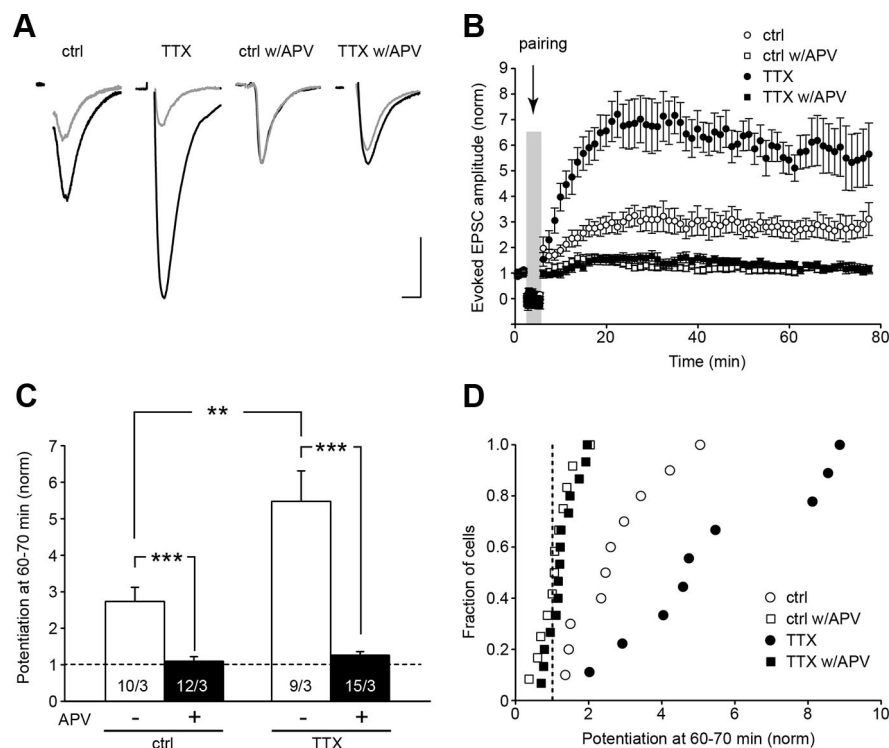 A
ctrl TTX ctrl w/APV TTX w/APV
B
pairing
ctrl
ctrl w/APV
TTX
TTX w/APV
Evoked EPSC amplitude (norm)
9
8
7
6
5
4
3
2
1
0
-1
0 20 40 60 80
Time (min)
C
**
***
***
Potentiation at 60-70 min (norm)
7
6
5
4
3
2
1
0
10/3 12/3 9/3 15/3
APV - + - +
ctrl TTX
D
Fraction of cells
1.0
0.8
0.6
0.4
0.2
0
ctrl
ctrl w/APV
TTX
TTX w/APV
0 2 4 6 8 10
Potentiation at 60-70 min (norm)